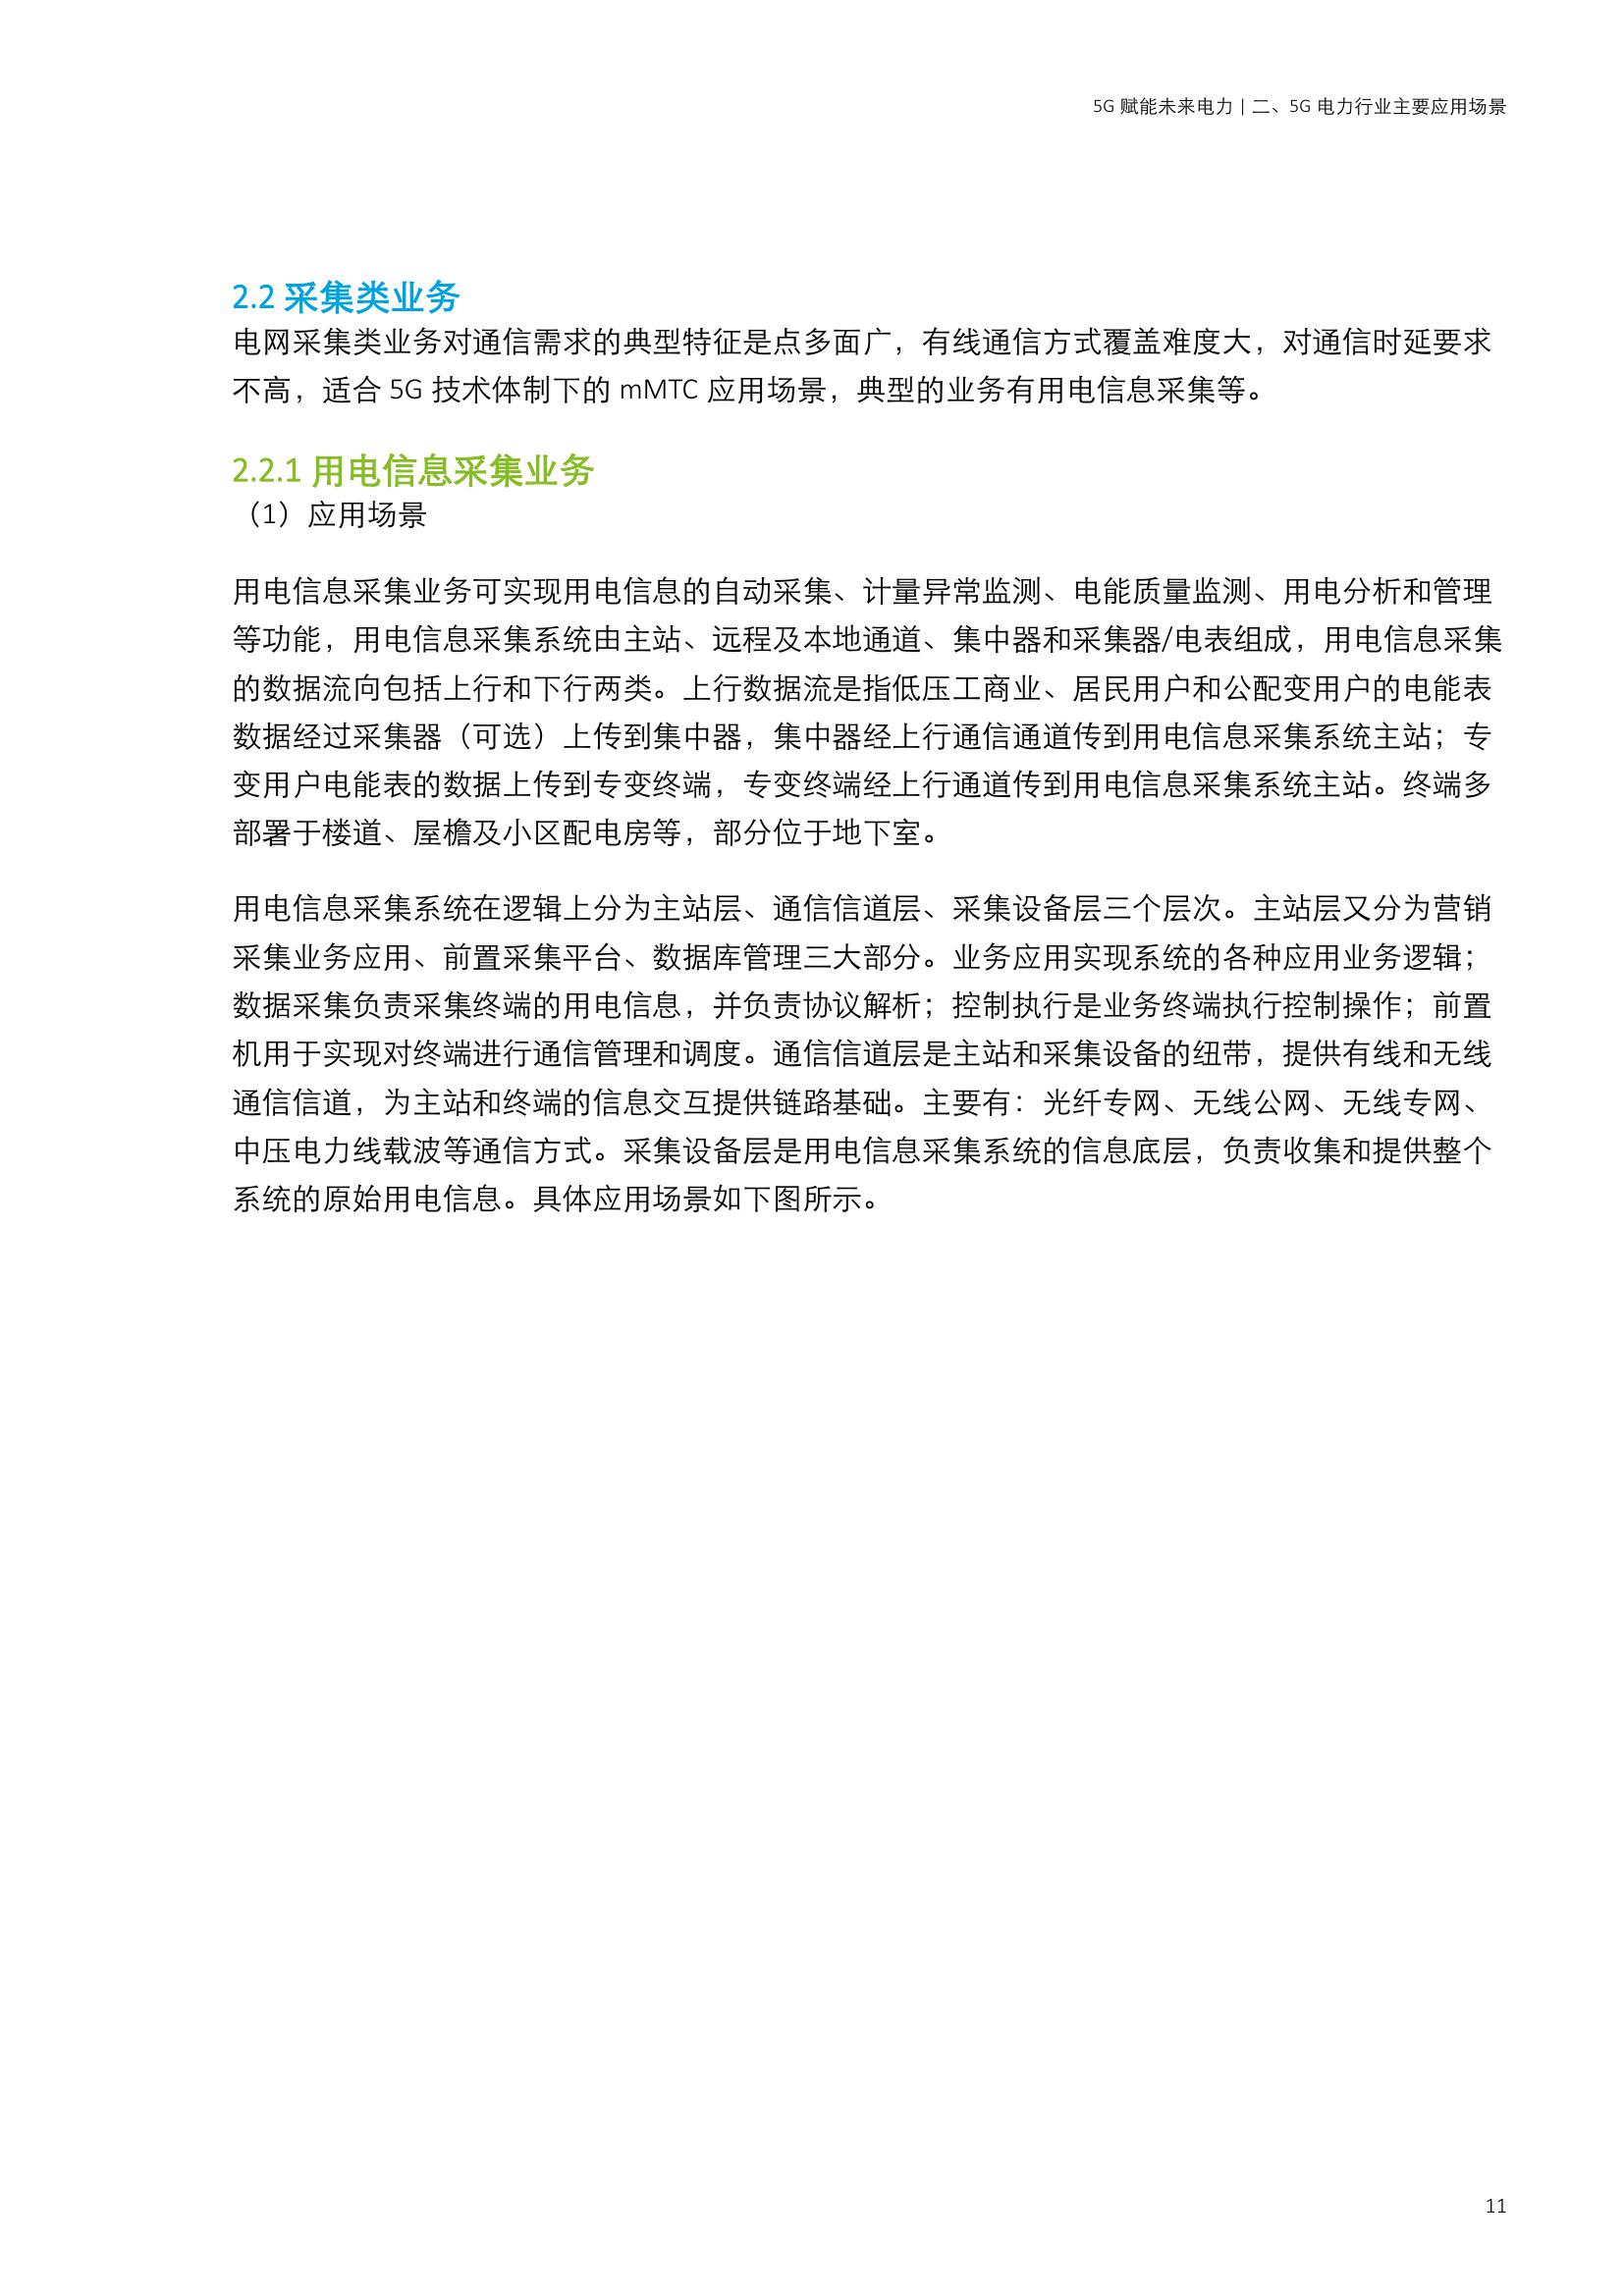 5G 赋能未来电力 | 二、5G 电力行业主要应用场景
2.2 采集类业务
电网采集类业务对通信需求的典型特征是点多面广，有线通信方式覆盖难度大，对通信时延要求
不高，适合 5G 技术体制下的 mMTC 应用场景，典型的业务有用电信息采集等。
2.2.1 用电信息采集业务
（1）应用场景
用电信息采集业务可实现用电信息的自动采集、计量异常监测、电能质量监测、用电分析和管理
等功能，用电信息采集系统由主站、远程及本地通道、集中器和采集器/电表组成，用电信息采集
的数据流向包括上行和下行两类。上行数据流是指低压工商业、居民用户和公配变用户的电能表
数据经过采集器（可选）上传到集中器，集中器经上行通信通道传到用电信息采集系统主站；专
变用户电能表的数据上传到专变终端，专变终端经上行通道传到用电信息采集系统主站。终端多
部署于楼道、屋檐及小区配电房等，部分位于地下室。
用电信息采集系统在逻辑上分为主站层、通信信道层、采集设备层三个层次。主站层又分为营销
采集业务应用、前置采集平台、数据库管理三大部分。业务应用实现系统的各种应用业务逻辑；
数据采集负责采集终端的用电信息，并负责协议解析；控制执行是业务终端执行控制操作；前置
机用于实现对终端进行通信管理和调度。通信信道层是主站和采集设备的纽带，提供有线和无线
通信信道，为主站和终端的信息交互提供链路基础。主要有：光纤专网、无线公网、无线专网、
中压电力线载波等通信方式。采集设备层是用电信息采集系统的信息底层，负责收集和提供整个
系统的原始用电信息。具体应用场景如下图所示。
11